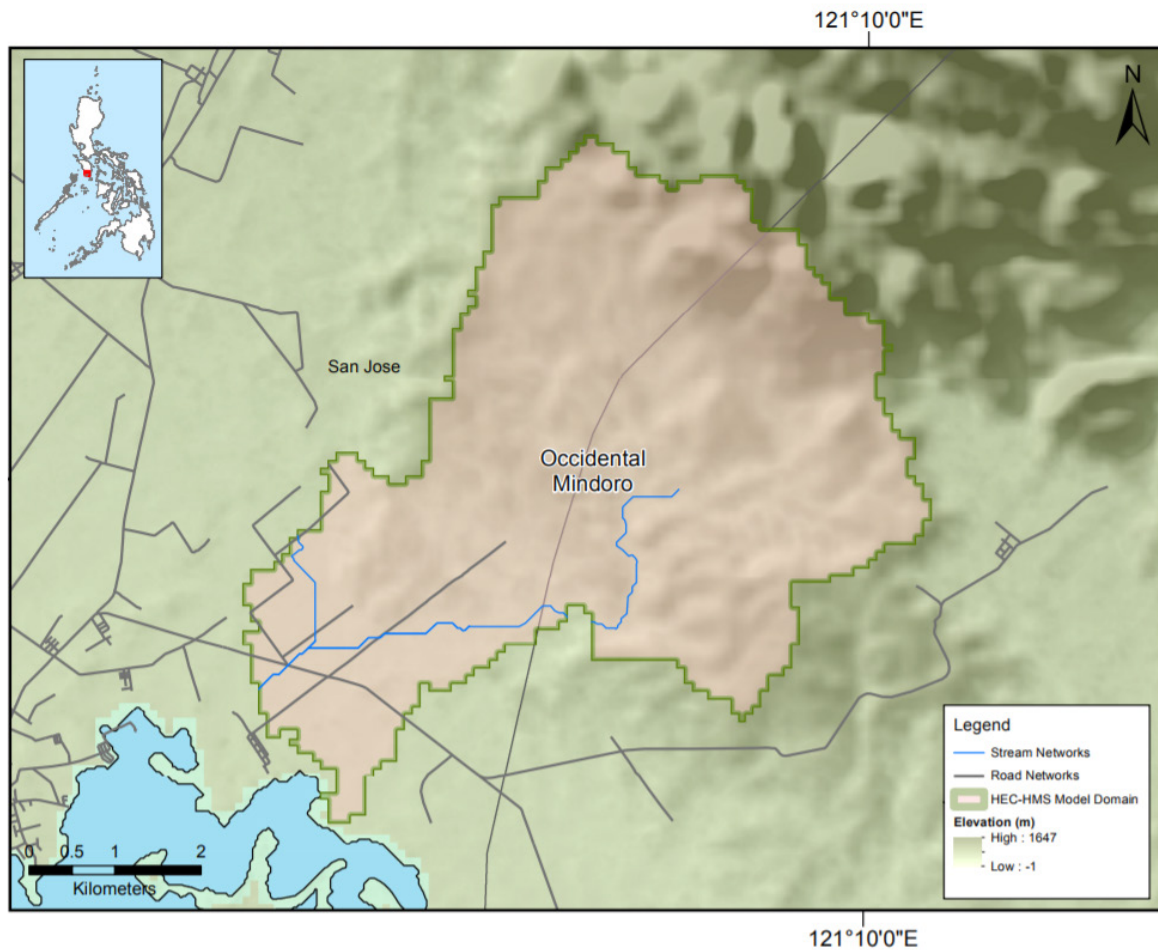 121°10'0"E
N
San Jose
Occidental
Mindoro
Legend
Stream Networks
Road Networks
HEC-HMS Model Domain
Elevation (m)
High : 1647
Low : -1
0 0.5 1 2
Kilometers
121°10'0"E